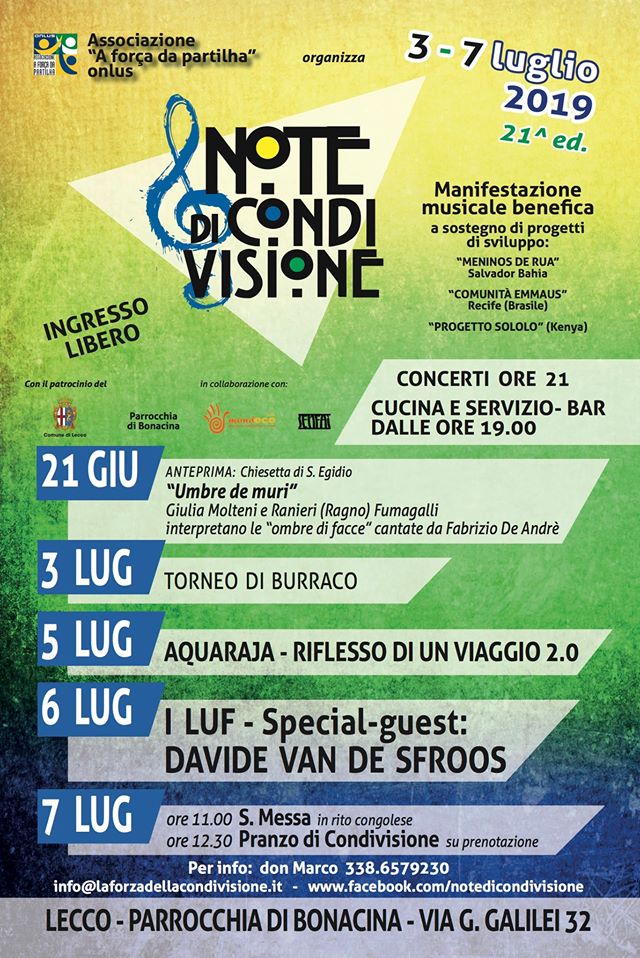 ONLUS
ASSOCIAZIONE
A FORÇA DA
PARTILHA
Associazione
"A força da partilha"
onlus
organizza
3 - 7 luglio
2019
21^ ed.
NOTE
DI CONDI
VISIONE
Manifestazione
musicale benefica
a sostegno di progetti
di sviluppo:
"MENINOS DE RUA"
Salvador Bahia
"COMUNITÀ EMMAUS"
Recife (Brasile)
"PROGETTO SOLOLO" (Kenya)
INGRESSO
LIBERO
Con il patrocinio del
in collaborazione con:
Comune di Lecco
Parrocchia
di Bonacina
CONCERTI ORE 21
CUCINA E SERVIZIO- BAR
DALLE ORE 19.00
21 GIU
ANTEPRIMA: Chiesetta di S. Egidio
"Umbre de muri"
Giulia Molteni e Ranieri (Ragno) Fumagalli
interpretano le "ombre di facce" cantate da Fabrizio De Andrè
3 LUG
TORNEO DI BURRACO
5 LUG
AQUARAJA - RIFLESSO DI UN VIAGGIO 2.0
6 LUG
I LUF - Special-guest:
DAVIDE VAN DE SFROOS
7 LUG
ore 11.00 S. Messa in rito congolese
ore 12.30 Pranzo di Condivisione su prenotazione
Per info: don Marco 338.6579230
info@laforzadellacondivisione.it - www.facebook.com/notedicondivisione
LECCO - PARROCCHIA DI BONACINA - VIA G. GALILEI 32